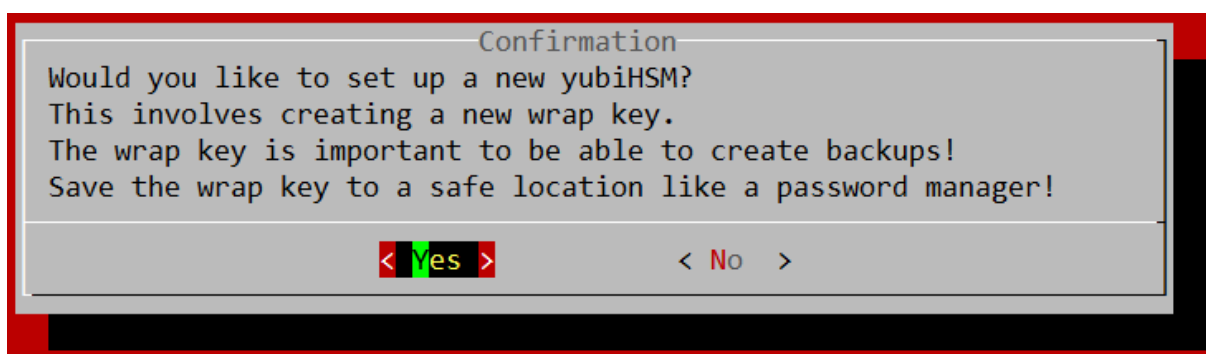 Confirmation
Would you like to set up a new yubiHSM?
This involves creating a new wrap key.
The wrap key is important to be able to create backups!
Save the wrap key to a safe location like a password manager!
< Yes > < No >